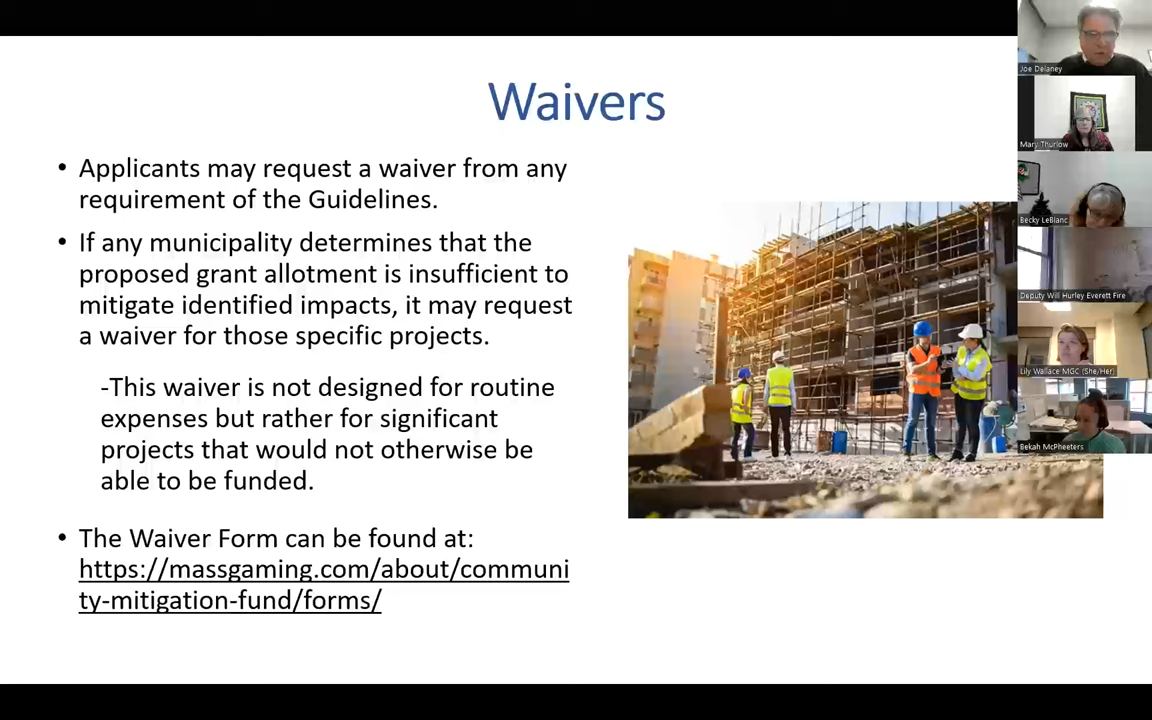 Waivers
• Applicants may request a waiver from any
requirement of the Guidelines.
• If any municipality determines that the
proposed grant allotment is insufficient to
mitigate identified impacts, it may request
a waiver for those specific projects.
-This waiver is not designed for routine
expenses but rather for significant
projects that would not otherwise be
able to be funded.
• The Waiver Form can be found at:
https://massgaming.com/about/communi
ty-mitigation-fund/forms/
Joe Delaney
Mary Thurlow
Becky LeBlanc
Deputy Will Hurley Everett Fire
Lily Wallace MGC (She/Her)
Bekah McPheeters